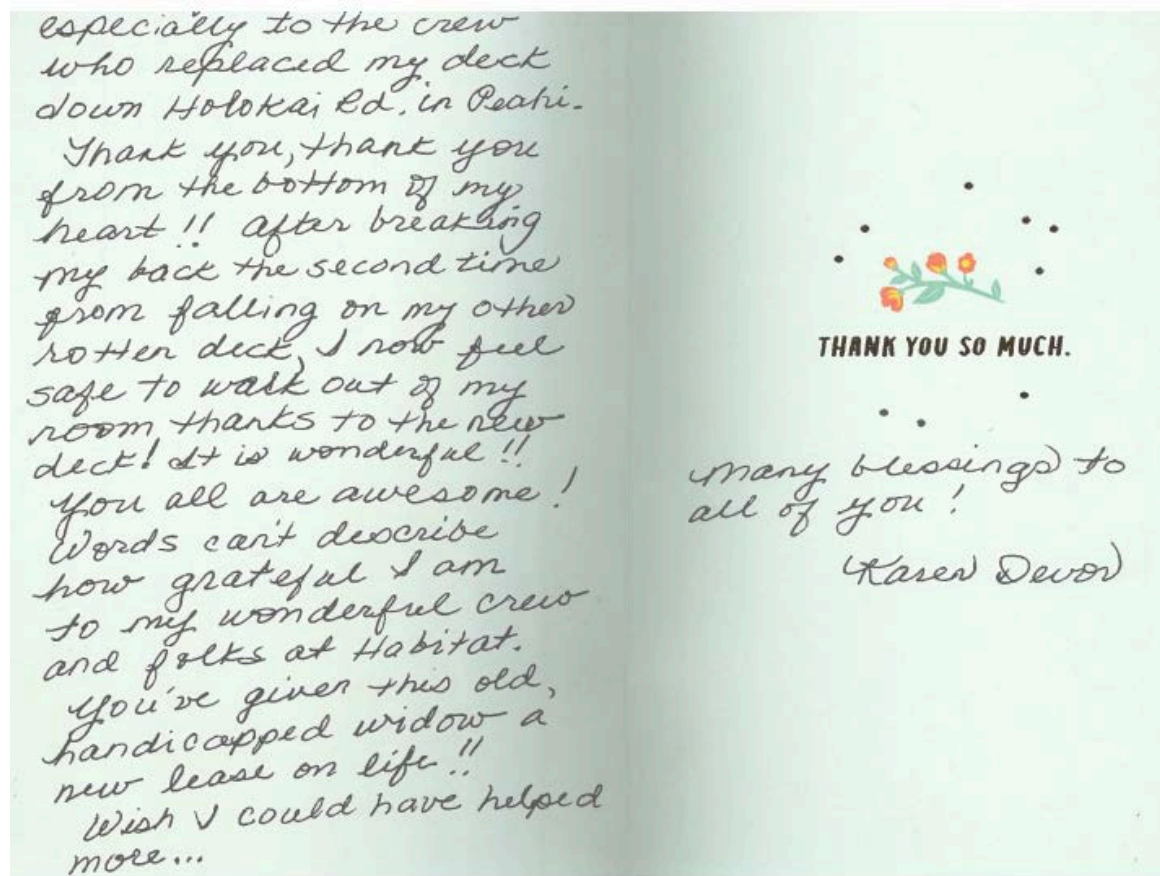 especially to the crew
who replaced my deck
down Holokai Rd. in Peahi.
Thank you, thank you
from the bottom of my
heart!! After breaking
my back the second time
from falling on my other
rotten deck, I now feel
safe to walk out of my
room thanks to the new
deck! It is wonderful!!
You all are awesome!
Words can't describe
how grateful I am
to my wonderful crew
and folks at Habitat.
You've given this old,
handicapped widow a
new lease on life!!
Wish I could have helped
more...
THANK YOU SO MUCH.
Many blessings to
all of you!
Karen Devor